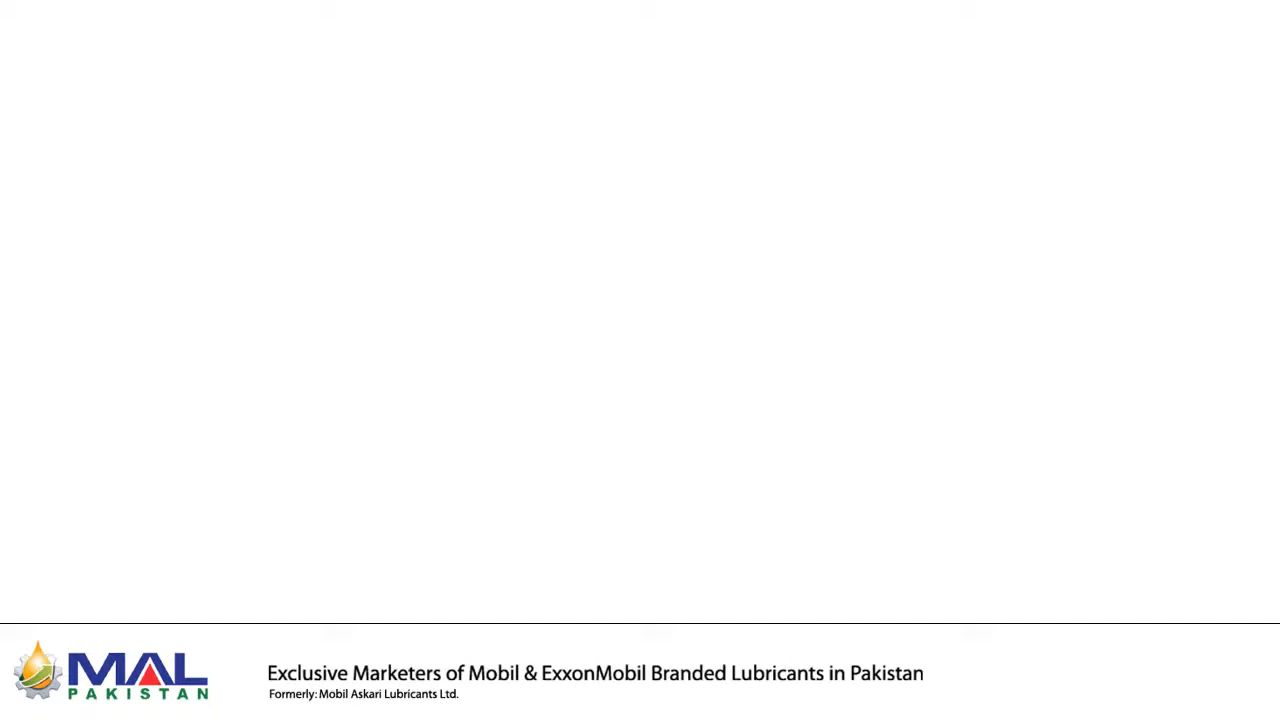 MAL
PAKISTAN
Exclusive Marketers of Mobil & ExxonMobil Branded Lubricants in Pakistan
Formerly: Mobil Askari Lubricants Ltd.